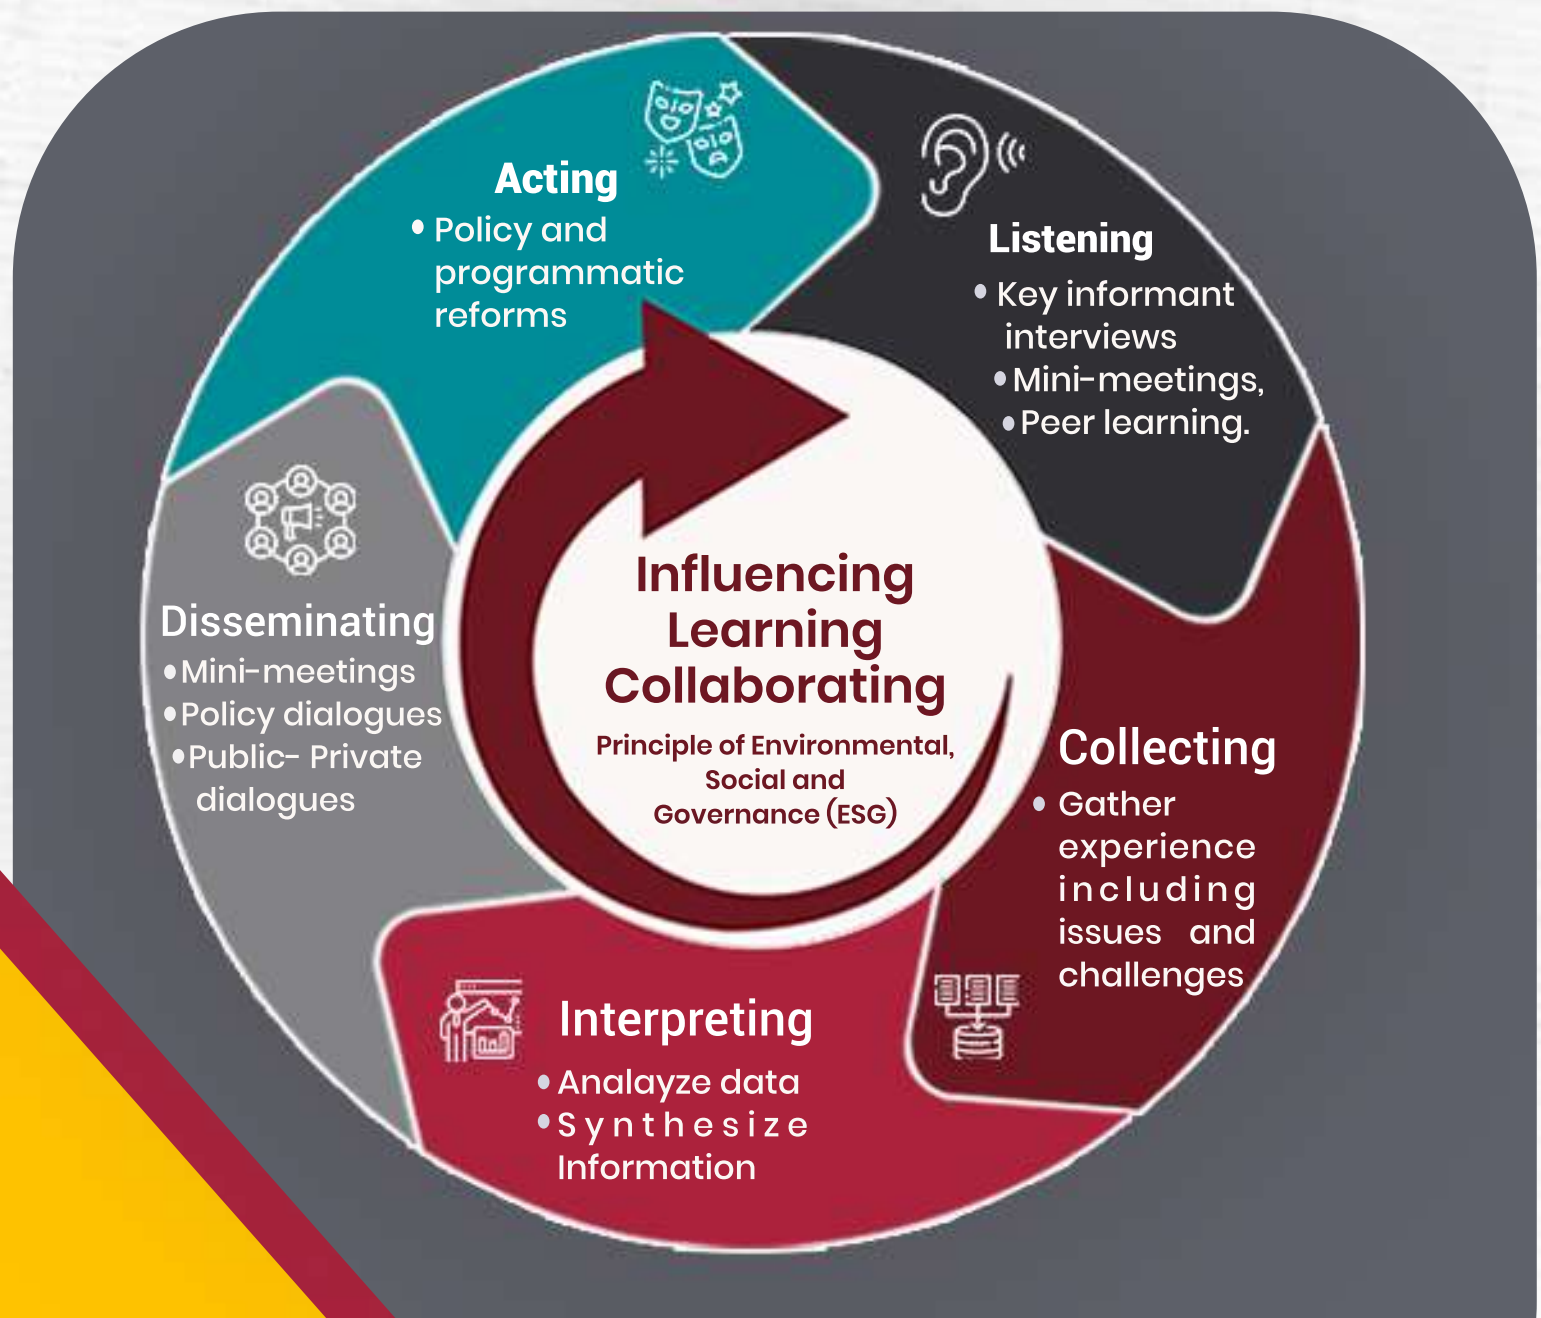 Acting
• Policy and
programmatic
reforms
Listening
• Key informant
interviews
• Mini-meetings,
• Peer learning.
Collecting
• Gather
experience
including
issues and
challenges
Interpreting
• Analayze data
• Synthesize
Information
Disseminating
• Mini-meetings
• Policy dialogues
• Public- Private
dialogues
Influencing
Learning
Collaborating
Principle of Environmental,
Social and
Governance (ESG)